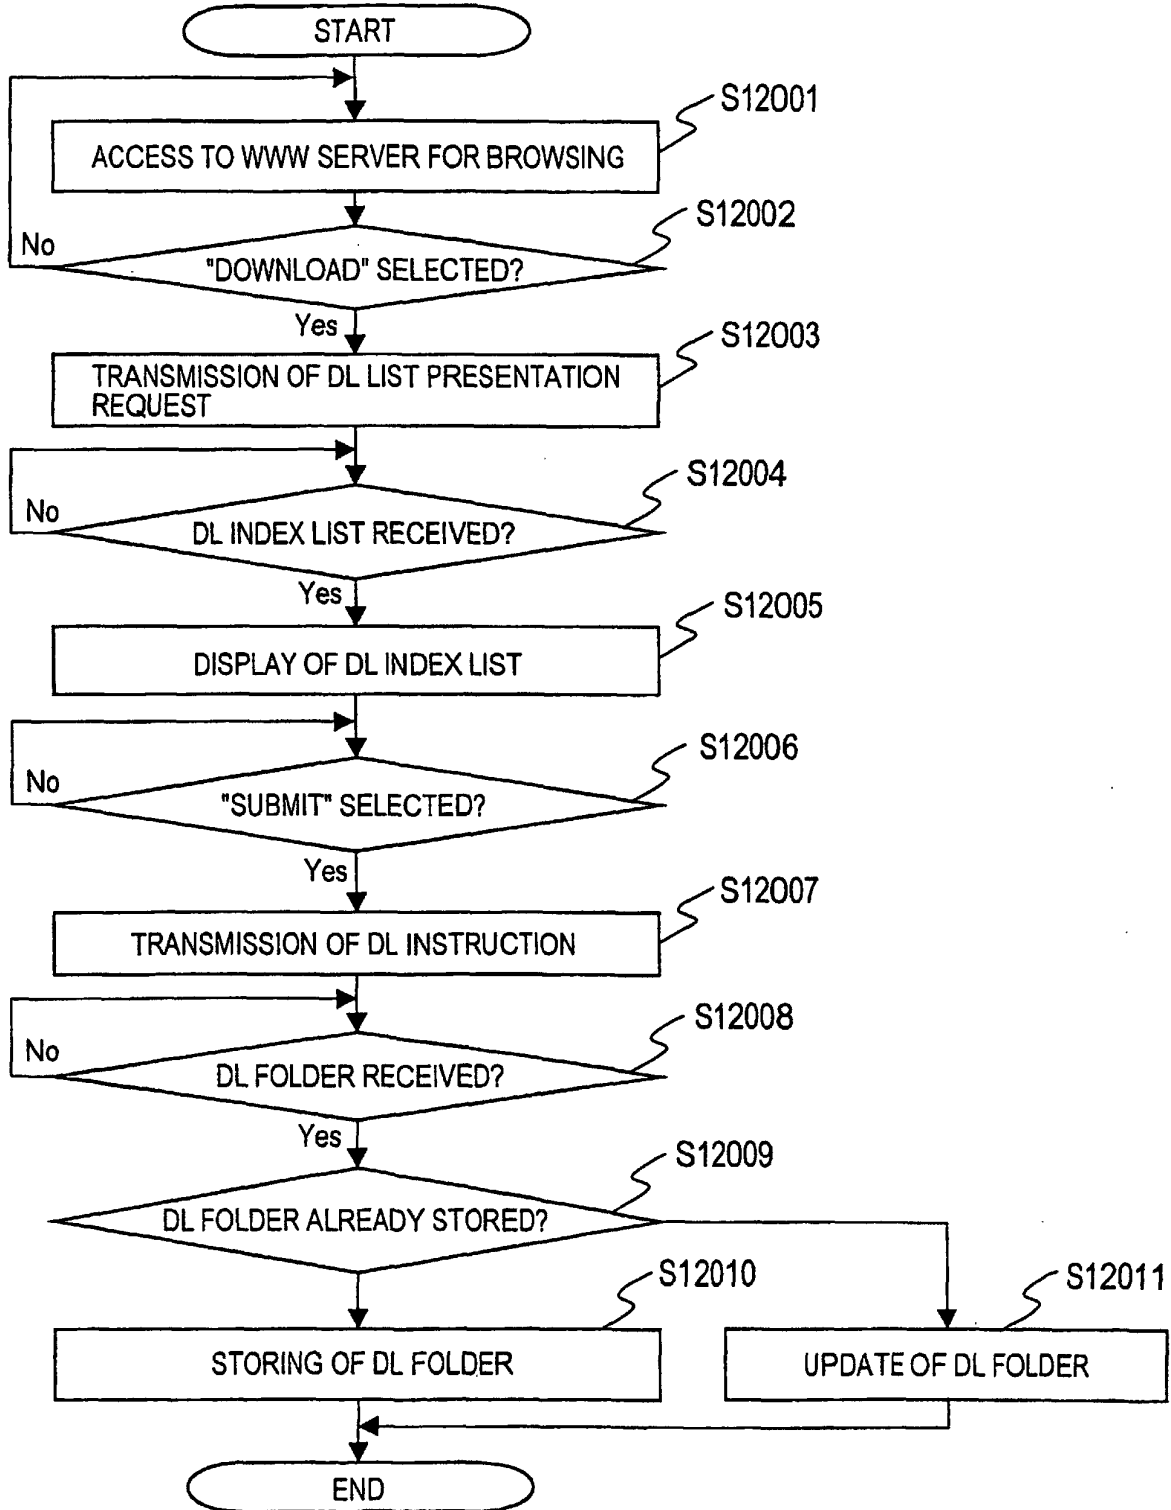 START
S12001
ACCESS TO WWW SERVER FOR BROWSING
S12002
No
"DOWNLOAD" SELECTED?
Yes
S12003
TRANSMISSION OF DL LIST PRESENTATION
REQUEST
S12004
No
DL INDEX LIST RECEIVED?
Yes
S12005
DISPLAY OF DL INDEX LIST
S12006
No
"SUBMIT" SELECTED?
Yes
S12007
TRANSMISSION OF DL INSTRUCTION
S12008
No
DL FOLDER RECEIVED?
Yes
S12009
DL FOLDER ALREADY STORED?
S12010
S12011
STORING OF DL FOLDER
UPDATE OF DL FOLDER
END